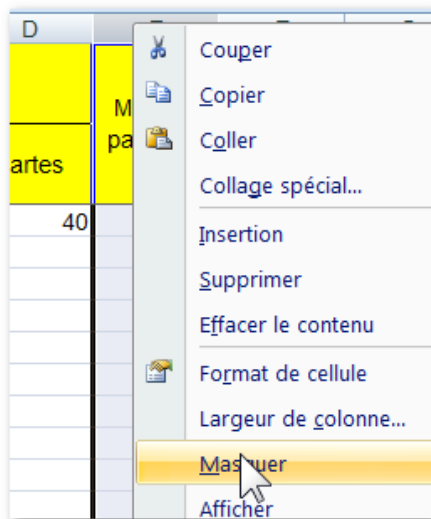 D
M
pa
artes
40
Couper
Copier
Coller
Collage spécial...
Insertion
Supprimer
Effacer le contenu
Format de cellule
Largeur de colonne...
Masquer
Afficher